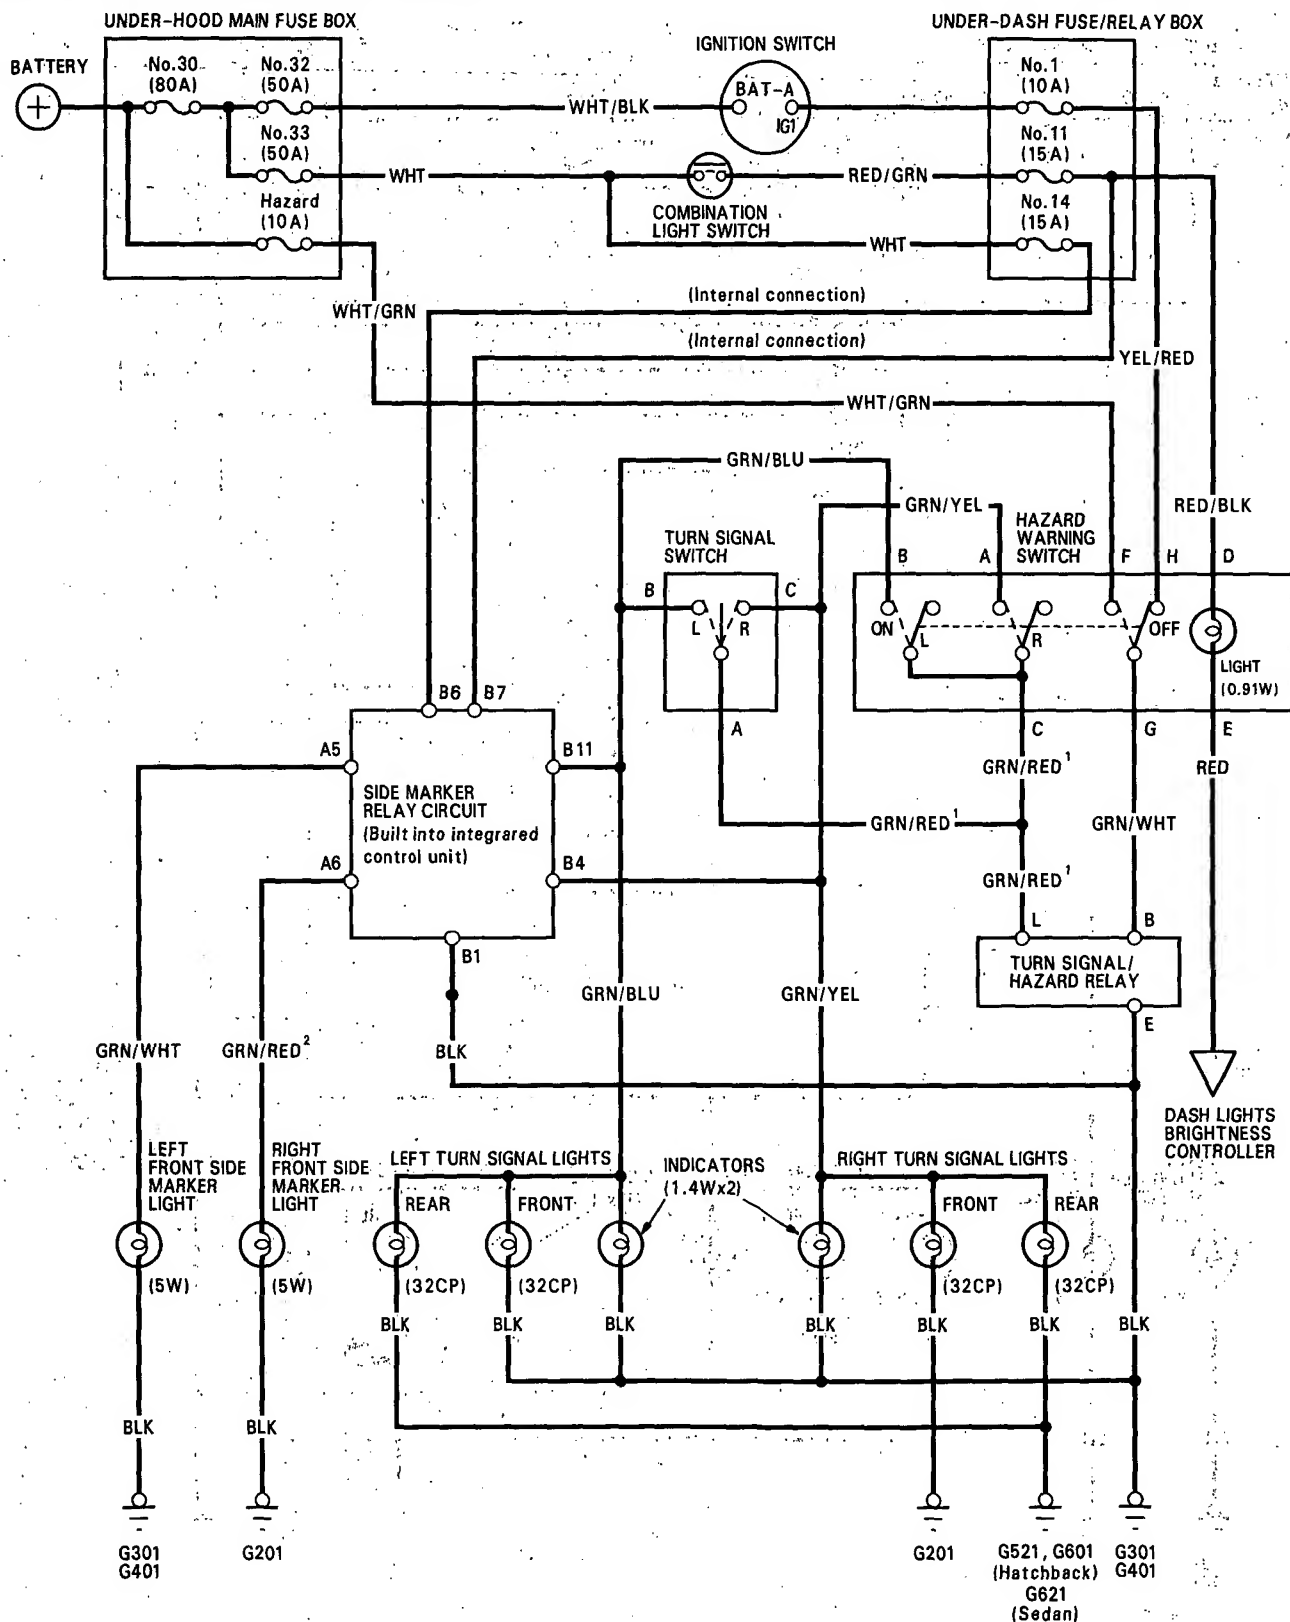 UNDER-HOOD MAIN FUSE BOX
UNDER-DASH FUSE/RELAY BOX
IGNITION SWITCH
BATTERY
No.30
(80A)
No.32
(50A)
No.1
(10A)
BAT-A
WHT/BLK
IG1
No.33
(50A)
No.11
(15A)
WHT
RED/GRN
Hazard
(10A)
COMBINATION
LIGHT SWITCH
No.14
(15A)
WHT
(Internal connection)
WHT/GRN
(Internal connection)
YEL/RED
WHT/GRN
GRN/BLU
GRN/YEL
RED/BLK
TURN SIGNAL
SWITCH
HAZARD
WARNING
SWITCH
B
A
F
H
D
B
C
L
R
ON
L
R
OFF
LIGHT
(0.91W)
B6
B7
A
C
G
E
A5
B11
GRN/RED1
RED
SIDE MARKER
RELAY CIRCUIT
(Built into integrared
control unit)
GRN/RED1
GRN/WHT
A6
B4
GRN/RED1
L
B
B1
TURN SIGNAL/
HAZARD RELAY
GRN/BLU
GRN/YEL
E
GRN/WHT
GRN/RED2
BLK
DASH LIGHTS
BRIGHTNESS
CONTROLLER
LEFT
FRONT SIDE
MARKER
LIGHT
RIGHT
FRONT SIDE
MARKER
LIGHT
LEFT TURN SIGNAL LIGHTS
INDICATORS
(1.4Wx2)
RIGHT TURN SIGNAL LIGHTS
REAR
FRONT
FRONT
REAR
(5W)
(5W)
(32CP)
(32CP)
(32CP)
(32CP)
BLK
BLK
BLK
BLK
BLK
BLK
BLK
BLK
BLK
G301
G401
G201
G201
G521, G601
(Hatchback)
G621
(Sedan)
G301
G401